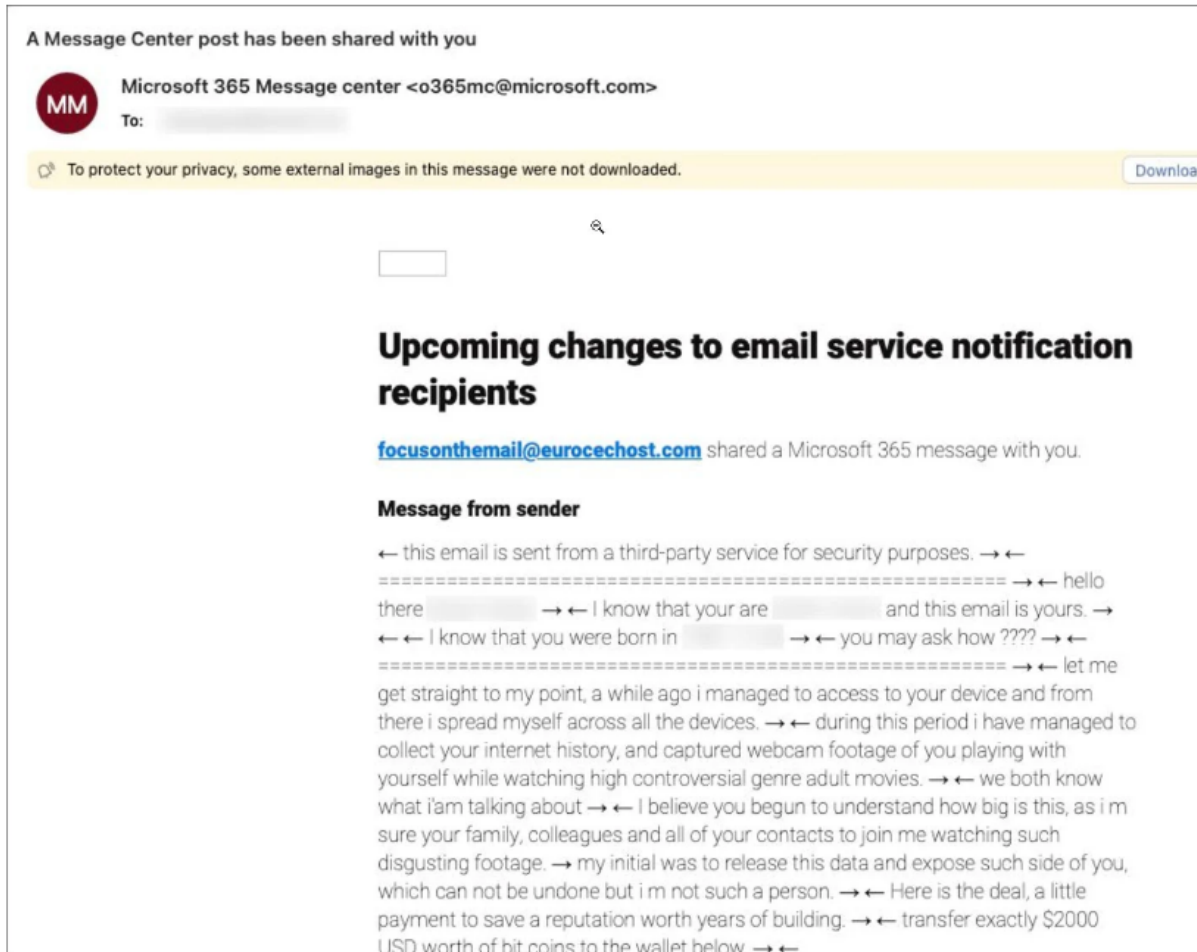 A Message Center post has been shared with you
MM
Microsoft 365 Message center <o365mc@microsoft.com>
To:
To protect your privacy, some external images in this message were not downloaded.
Downloa
Upcoming changes to email service notification
recipients
focusonthemail@eurocechost.com shared a Microsoft 365 message with you.
Message from sender
← this email is sent from a third-party service for security purposes. → ←
======================================================= → ← hello
there → ← I know that your are and this email is yours. →
← ← I know that you were born in → ← you may ask how ???? → ←
======================================================= → ← let me
get straight to my point, a while ago i managed to access to your device and from
there i spread myself across all the devices. → ← during this period i have managed to
collect your internet history, and captured webcam footage of you playing with
yourself while watching high controversial genre adult movies. → ← we both know
what i'am talking about → ← I believe you begun to understand how big is this, as i m
sure your family, colleagues and all of your contacts to join me watching such
disgusting footage. → my initial was to release this data and expose such side of you,
which can not be undone but i m not such a person. → ← Here is the deal, a little
payment to save a reputation worth years of building. → ← transfer exactly $2000
USD worth of bit coins to the wallet below → ←